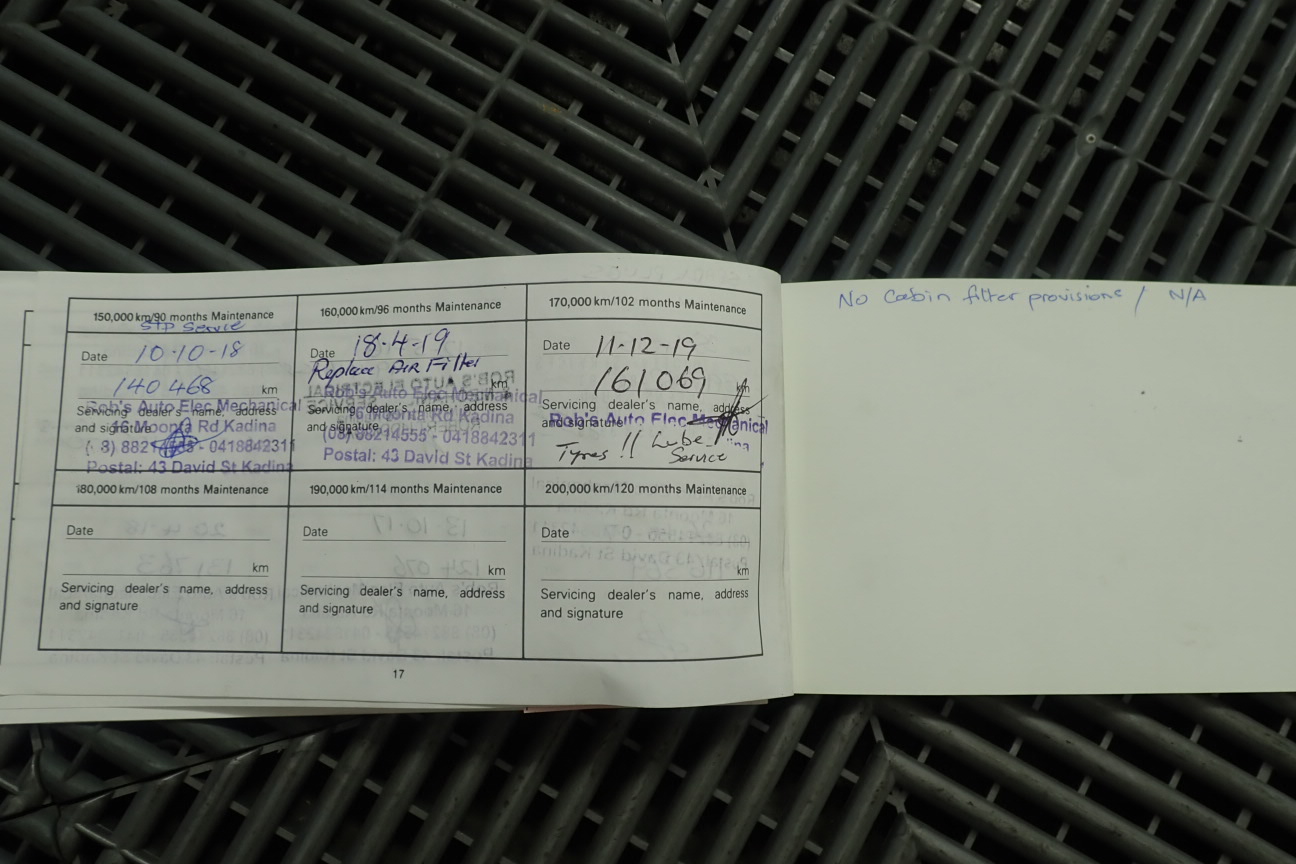 No Cabin filter provisions / N/A
150,000 km/90 months Maintenance
STD Service
Date 10·10-18
140 468 km
Servicing dealer's name, address
and signature
Rob's Auto Elec Mechanical
16 Moonta Rd Kadina
- 0418842311
Postal: 43 David St Kadina
160,000 km/96 months Maintenance
Date 18-4-19
Replace AIR Filter
km
Servicing dealer's name, address
and signature
Rob's Auto Elec Mechanical
16 Moonta Rd Kadina
(08) 88214555 - 0418842311
Postal: 43 David St Kadina
170,000 km/102 months Maintenance
Date 11-12-19
161069 km
Servicing dealer's name, address
and signature
Rob's Auto Elec Mechanical
Tyres !! Lube
Service
180,000 km/108 months Maintenance
Date
km
Servicing dealer's name, address
and signature
190,000 km/114 months Maintenance
Date
km
Servicing dealer's name, address
and signature
200,000 km/120 months Maintenance
Date
km
Servicing dealer's name, address
and signature
17